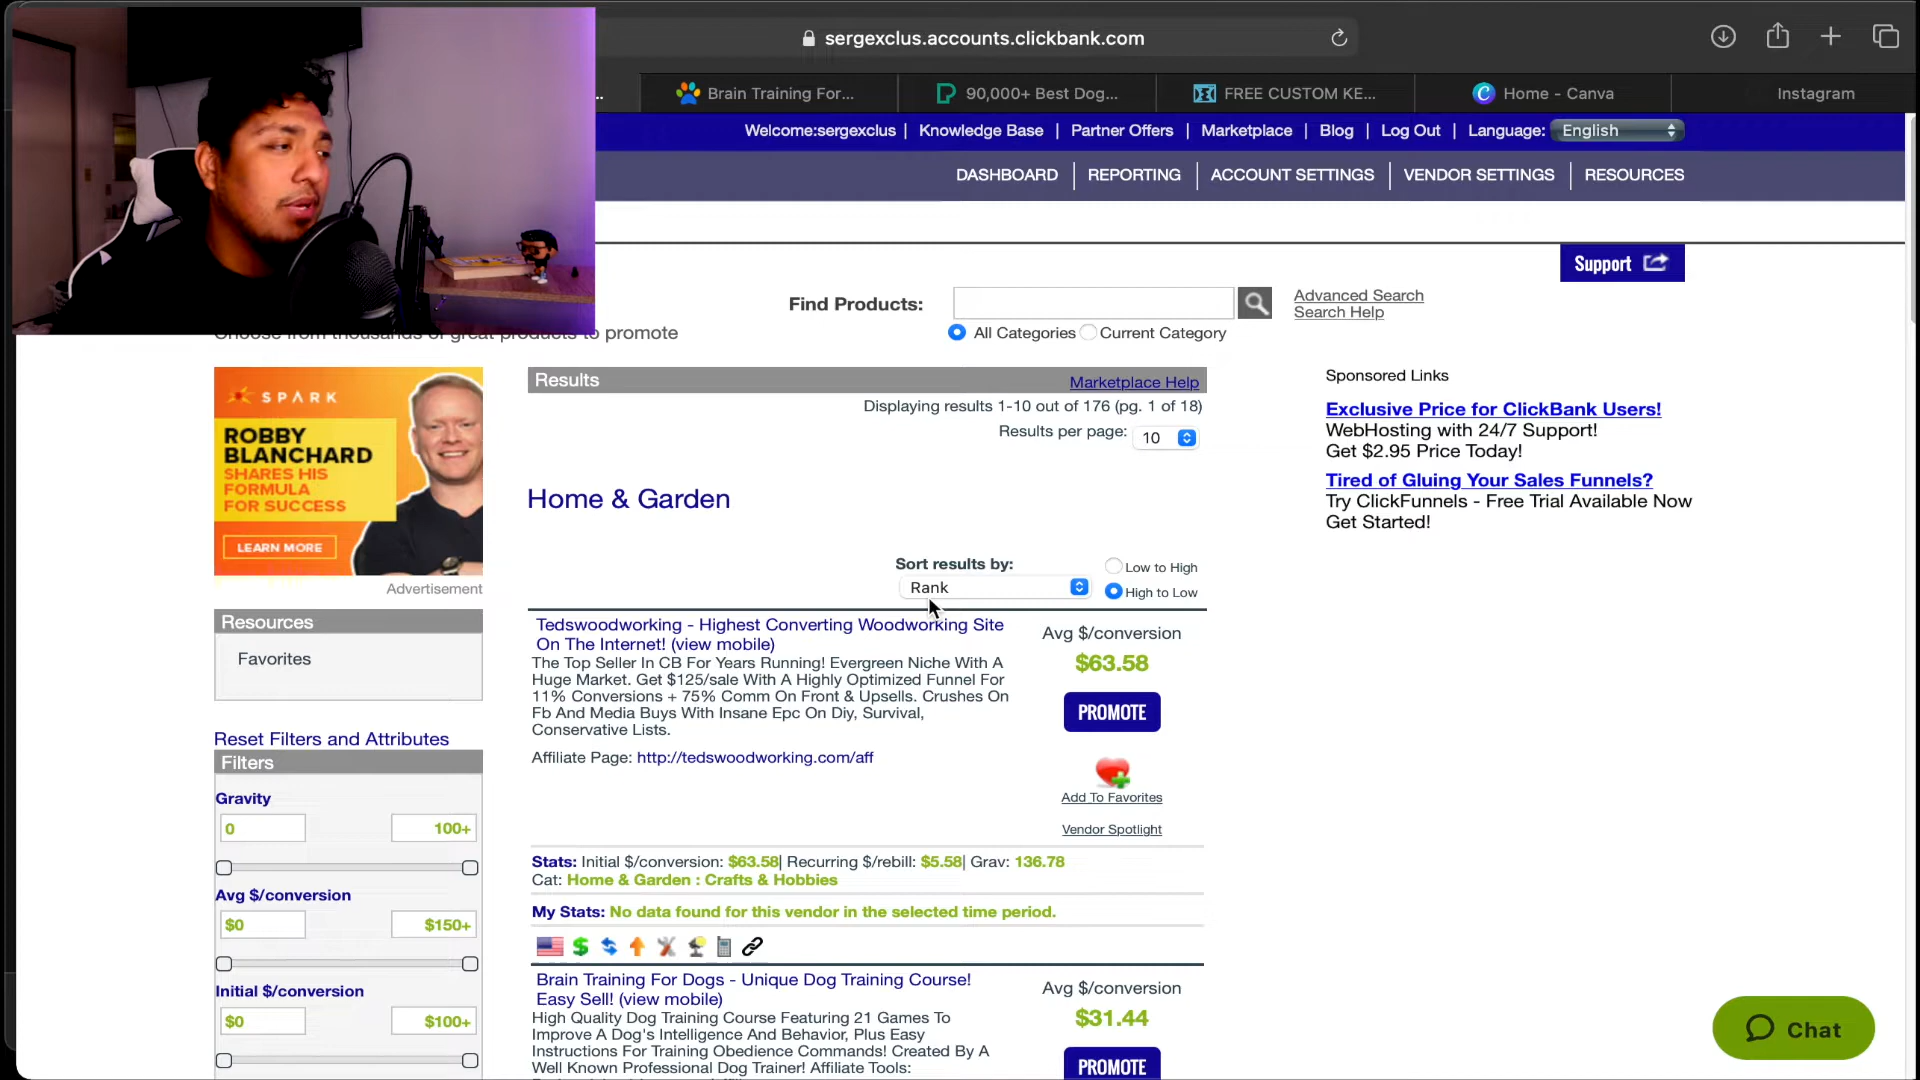 sergexclus.accounts.clickbank.com
...
Brain Training For...
90,000+ Best Dog...
FREE CUSTOM KE...
Home - Canva
Instagram
Welcome:sergexclus | Knowledge Base | Partner Offers | Marketplace | Blog | Log Out | Language: English
DASHBOARD | REPORTING | ACCOUNT SETTINGS | VENDOR SETTINGS | RESOURCES
Support
Find Products:
Advanced Search
Search Help
All Categories Current Category
Choose from thousands of great products to promote
SPARK
ROBBY
BLANCHARD
SHARES HIS
FORMULA
FOR SUCCESS
LEARN MORE
Advertisement
Resources
Favorites
Reset Filters and Attributes
Filters
Gravity
0 100+
Avg $/conversion
$0 $150+
Initial $/conversion
$0 $100+
Results
Marketplace Help
Displaying results 1-10 out of 176 (pg. 1 of 18)
Results per page: 10
Home & Garden
Sort results by:
Rank
Low to High
High to Low
Tedswoodworking - Highest Converting Woodworking Site
On The Internet! (view mobile)
The Top Seller In CB For Years Running! Evergreen Niche With A
Huge Market. Get $125/sale With A Highly Optimized Funnel For
11% Conversions + 75% Comm On Front & Upsells. Crushes On
Fb And Media Buys With Insane Epc On Diy, Survival,
Conservative Lists.
Affiliate Page: http://tedswoodworking.com/aff
Avg $/conversion
$63.58
PROMOTE
Add To Favorites
Vendor Spotlight
Stats: Initial $/conversion: $63.58| Recurring $/rebill: $5.58| Grav: 136.78
Cat: Home & Garden : Crafts & Hobbies
My Stats: No data found for this vendor in the selected time period.
$
Brain Training For Dogs - Unique Dog Training Course!
Easy Sell! (view mobile)
High Quality Dog Training Course Featuring 21 Games To
Improve A Dog's Intelligence And Behavior, Plus Easy
Instructions For Training Obedience Commands! Created By A
Well Known Professional Dog Trainer! Affiliate Tools:
Avg $/conversion
$31.44
PROMOTE
Sponsored Links
Exclusive Price for ClickBank Users!
WebHosting with 24/7 Support!
Get $2.95 Price Today!
Tired of Gluing Your Sales Funnels?
Try ClickFunnels - Free Trial Available Now
Get Started!
Chat